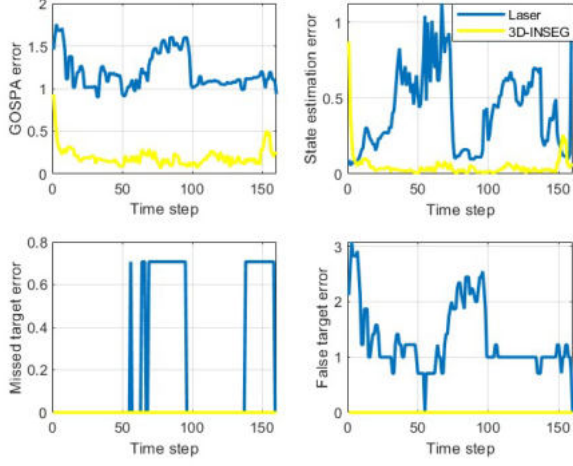 GOSPA error
2
1.5
1
0.5
0
0 50 100 150
Time step
State estimation error
1
0.5
0
0 50 100 150
Time step
Laser
3D-INSEG
Missed target error
0.8
0.6
0.4
0.2
0
0 50 100 150
Time step
False target error
3
2
1
0
0 50 100 150
Time step